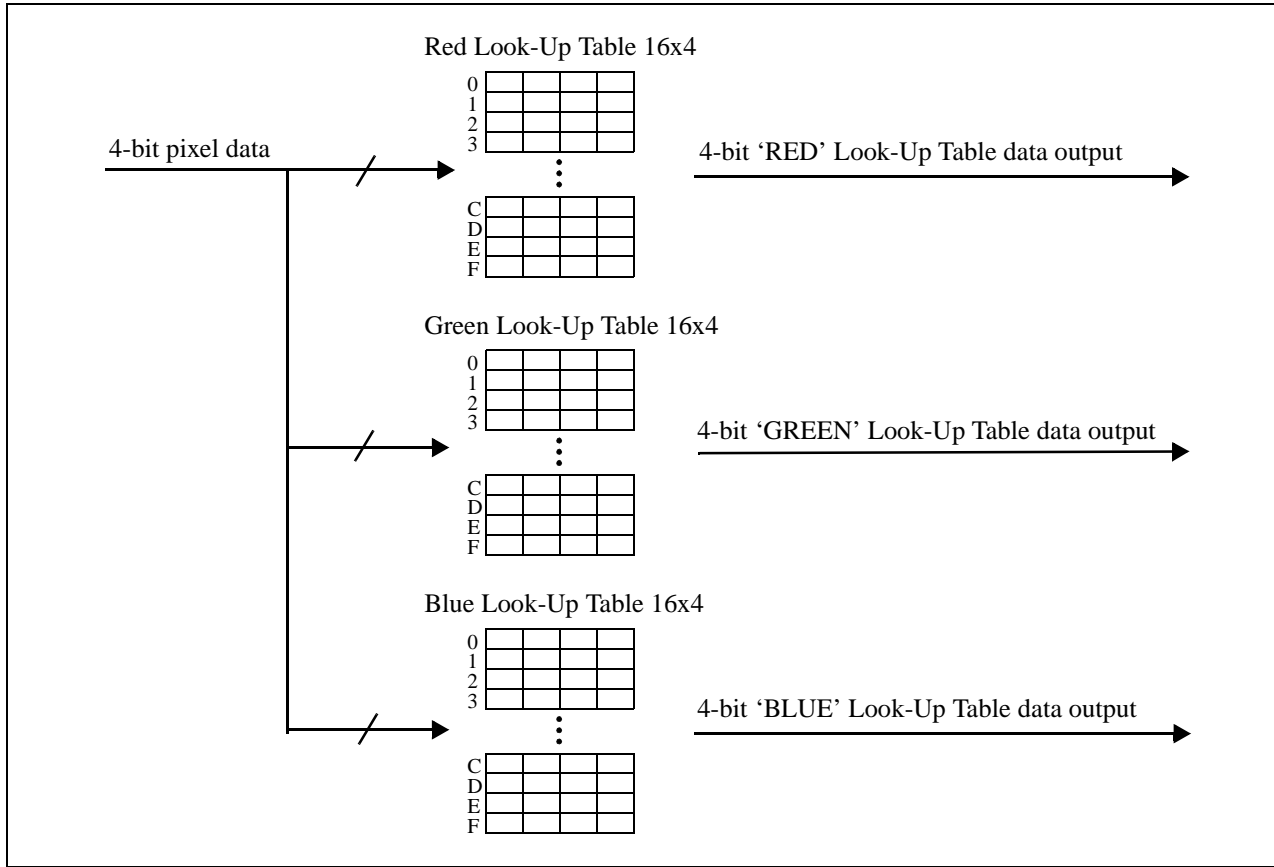 Red Look-Up Table 16x4
0
1
2
3
4-bit pixel data
4-bit ‘RED’ Look-Up Table data output
C
D
E
F
Green Look-Up Table 16x4
0
1
2
3
4-bit ‘GREEN’ Look-Up Table data output
C
D
E
F
Blue Look-Up Table 16x4
0
1
2
3
4-bit ‘BLUE’ Look-Up Table data output
C
D
E
F